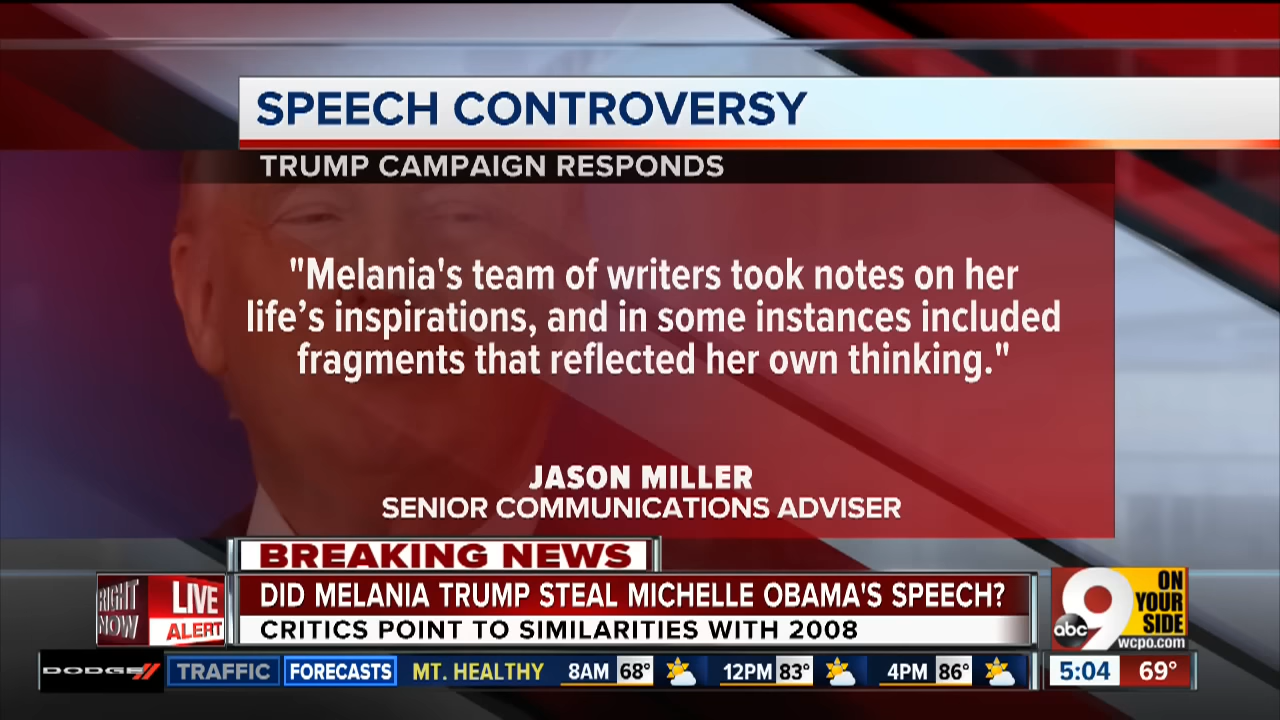 SPEECH CONTROVERSY
TRUMP CAMPAIGN RESPONDS
"Melania's team of writers took notes on her
life’s inspirations, and in some instances included
fragments that reflected her own thinking."
JASON MILLER
SENIOR COMMUNICATIONS ADVISER
BREAKING NEWS
RIGHT NOW
LIVE
ALERT
DID MELANIA TRUMP STEAL MICHELLE OBAMA'S SPEECH?
CRITICS POINT TO SIMILARITIES WITH 2008
abc 9
ON
YOUR
SIDE
wcpo.com
DODGE TRAFFIC FORECASTS MT. HEALTHY 8AM 68° 12PM 83° 4PM 86° 5:04 69°